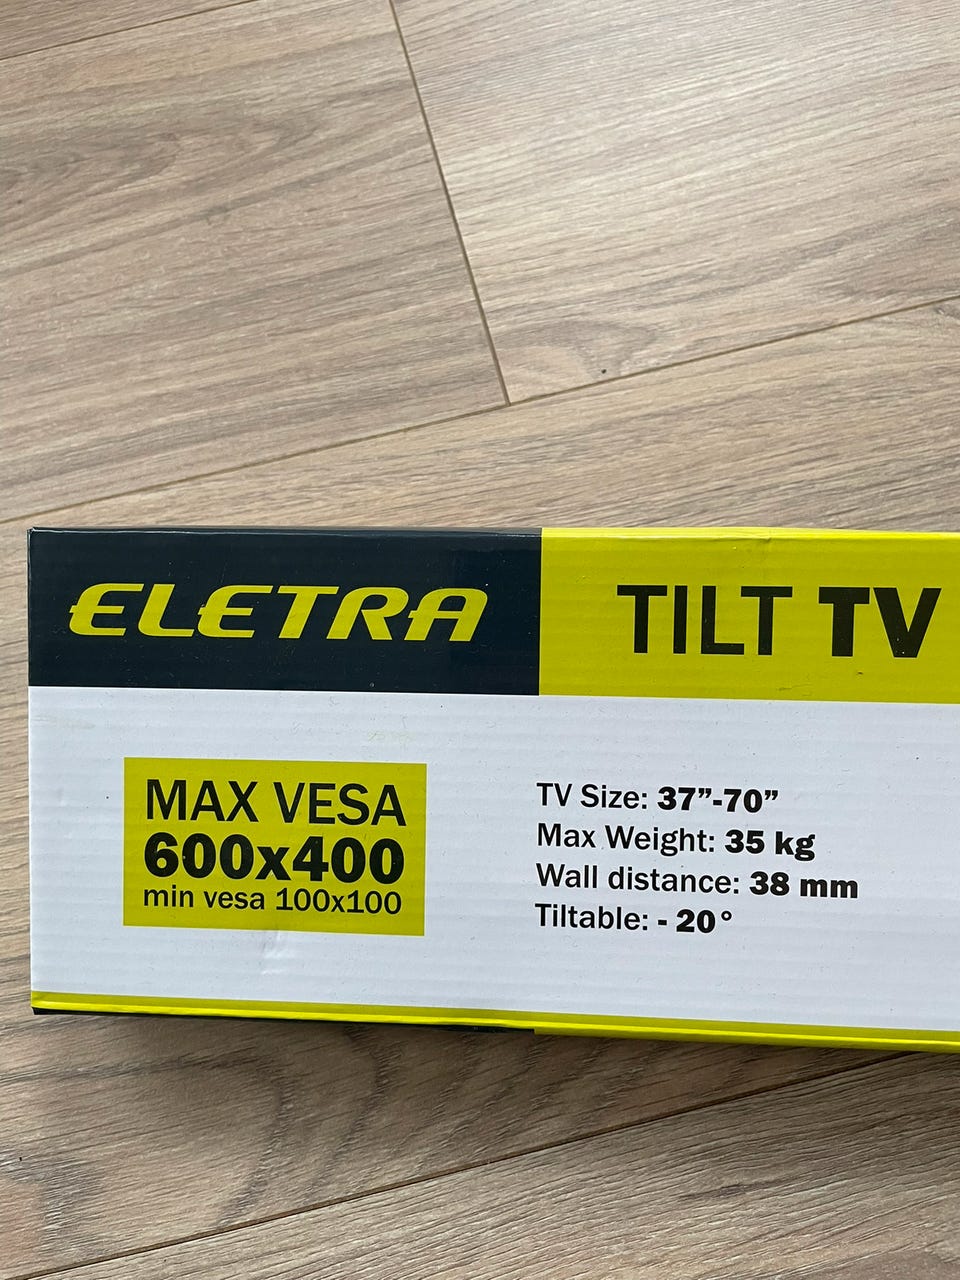 ELETRA
TILT TV
MAX VESA
600x400
min vesa 100x100
TV Size: 37”-70”
Max Weight: 35 kg
Wall distance: 38 mm
Tiltable: - 20°